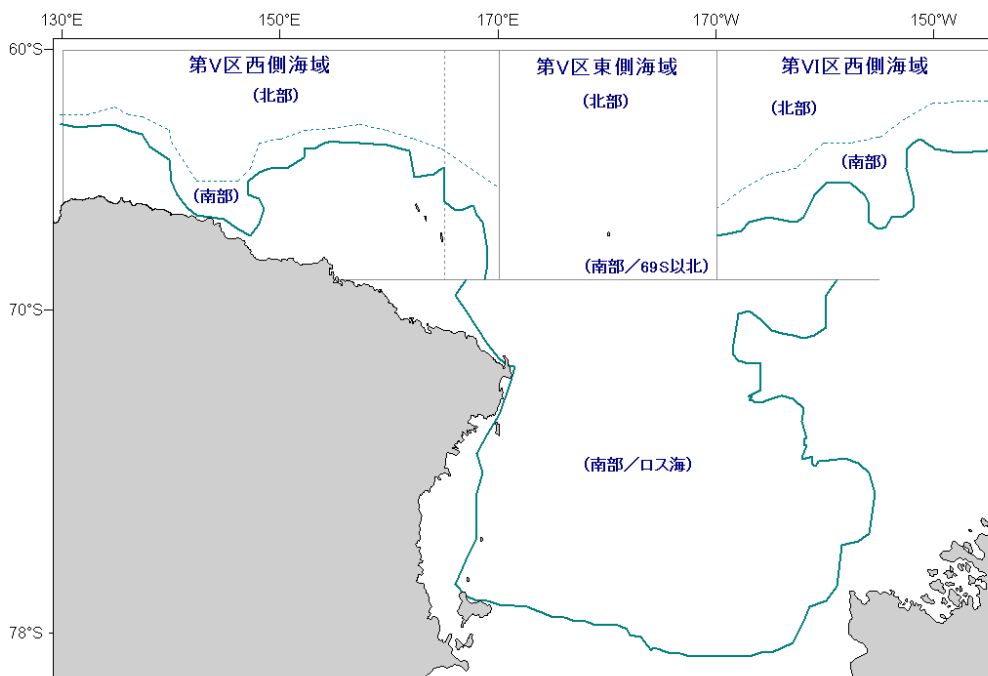 130°E 150°E 170°E 170°W 150°W
60°S
第Ⅴ区西側海域 第Ⅴ区東側海域 第Ⅵ区西側海域
(北部) (北部) (北部)
(南部) (南部)
(南部／69S以北)
70°S
(南部／ロス海)
78°S